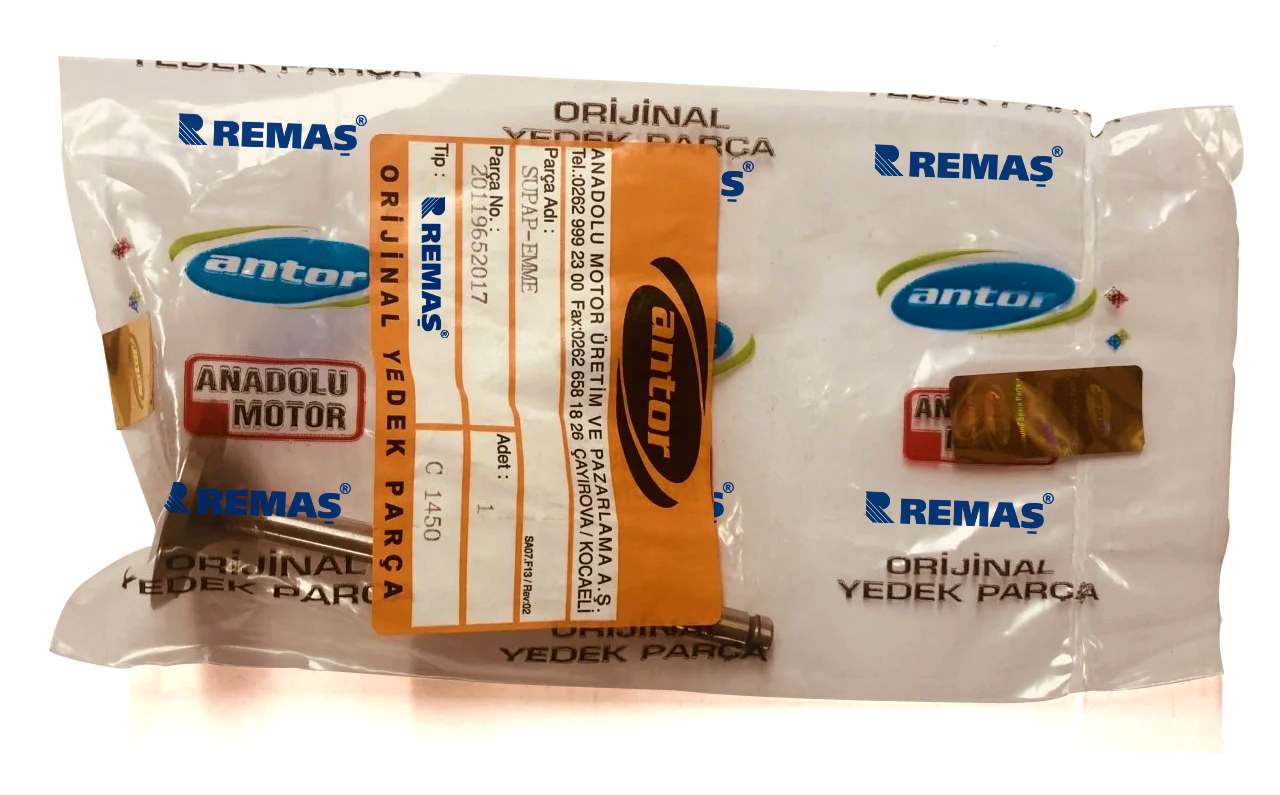 YEDEK PARÇA
ORİJİNAL
YEDEK PARÇA
YEDEK PARÇA
REMAŞ®
REMAŞ®
Ş®
antor
ANADOLU
MOTOR
REMAŞ®
ORİJİNAL
YEDEK PARÇ
antor
ANADOLU MOTOR ÜRETİM VE PAZARLAMA A.Ş.
Tel.:0262 999 23 00 Fax:0262 658 18 26 ÇAYIROVA / KOCAELİ
Parça Adı :
SUPAP-EMME
SA07.F13 / Rev:02
Parça No. :
20119652017
Adet :
1
Tip :
REMAŞ®
C 1450
ORİJİNAL YEDEK PARÇA
ORİJİNAL
YEDEK PARÇA
antor
AN
REMAŞ®
ORİJİNAL
YEDEK PARÇA